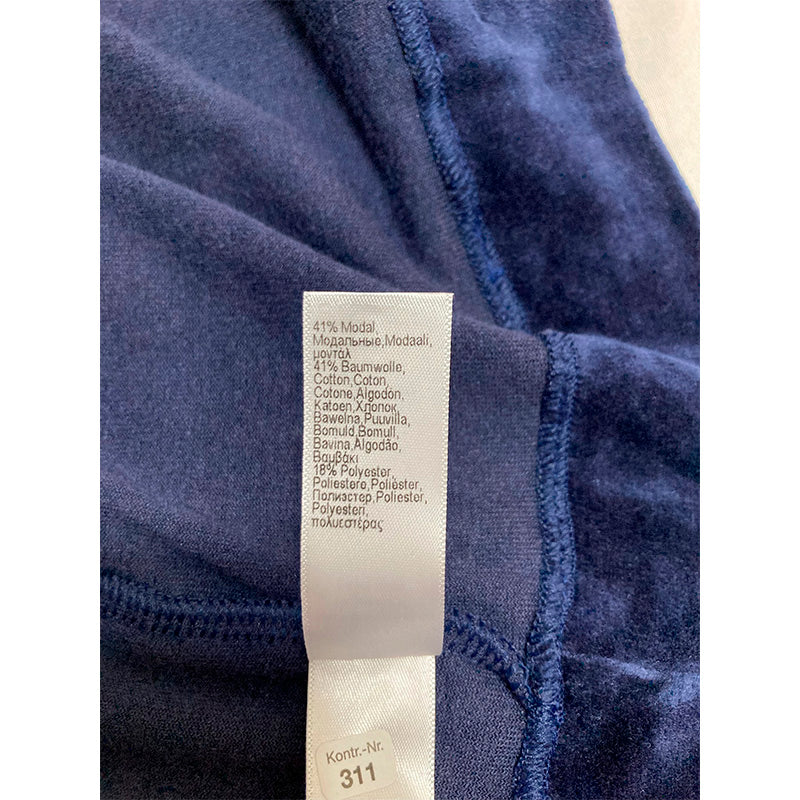 41% Modal,
Модальные,Modaali,
μοντάλ
41% Baumwolle,
Cotton,Coton,
Cotone,Algodón,
Katoen,Хлопок,
Bawełna,Puuvilla,
Bomuld,Bomull,
Bavlna,Algodão,
Βαμβάκι
18% Polyester,
Poliestere,Poliéster,
Полиэстер,Poliester,
Polyesteri,
πολυεστέρας
Kontr.-Nr.
311